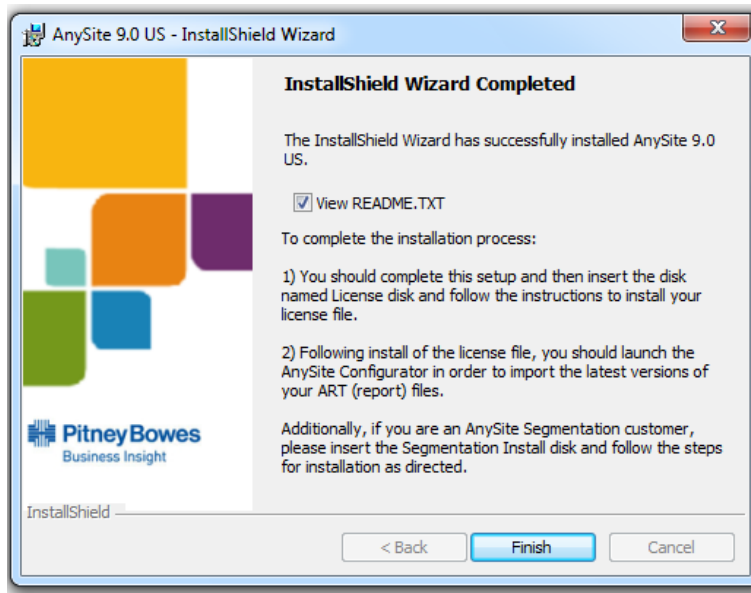 AnySite 9.0 US - InstallShield Wizard
InstallShield Wizard Completed
The InstallShield Wizard has successfully installed AnySite 9.0
US.
View README.TXT
To complete the installation process:
1) You should complete this setup and then insert the disk
named License disk and follow the instructions to install your
license file.
2) Following install of the license file, you should launch the
AnySite Configurator in order to import the latest versions of
your ART (report) files.
Additionally, if you are an AnySite Segmentation customer,
please insert the Segmentation Install disk and follow the steps
for installation as directed.
Pitney Bowes
Business Insight
InstallShield
< Back
Finish
Cancel